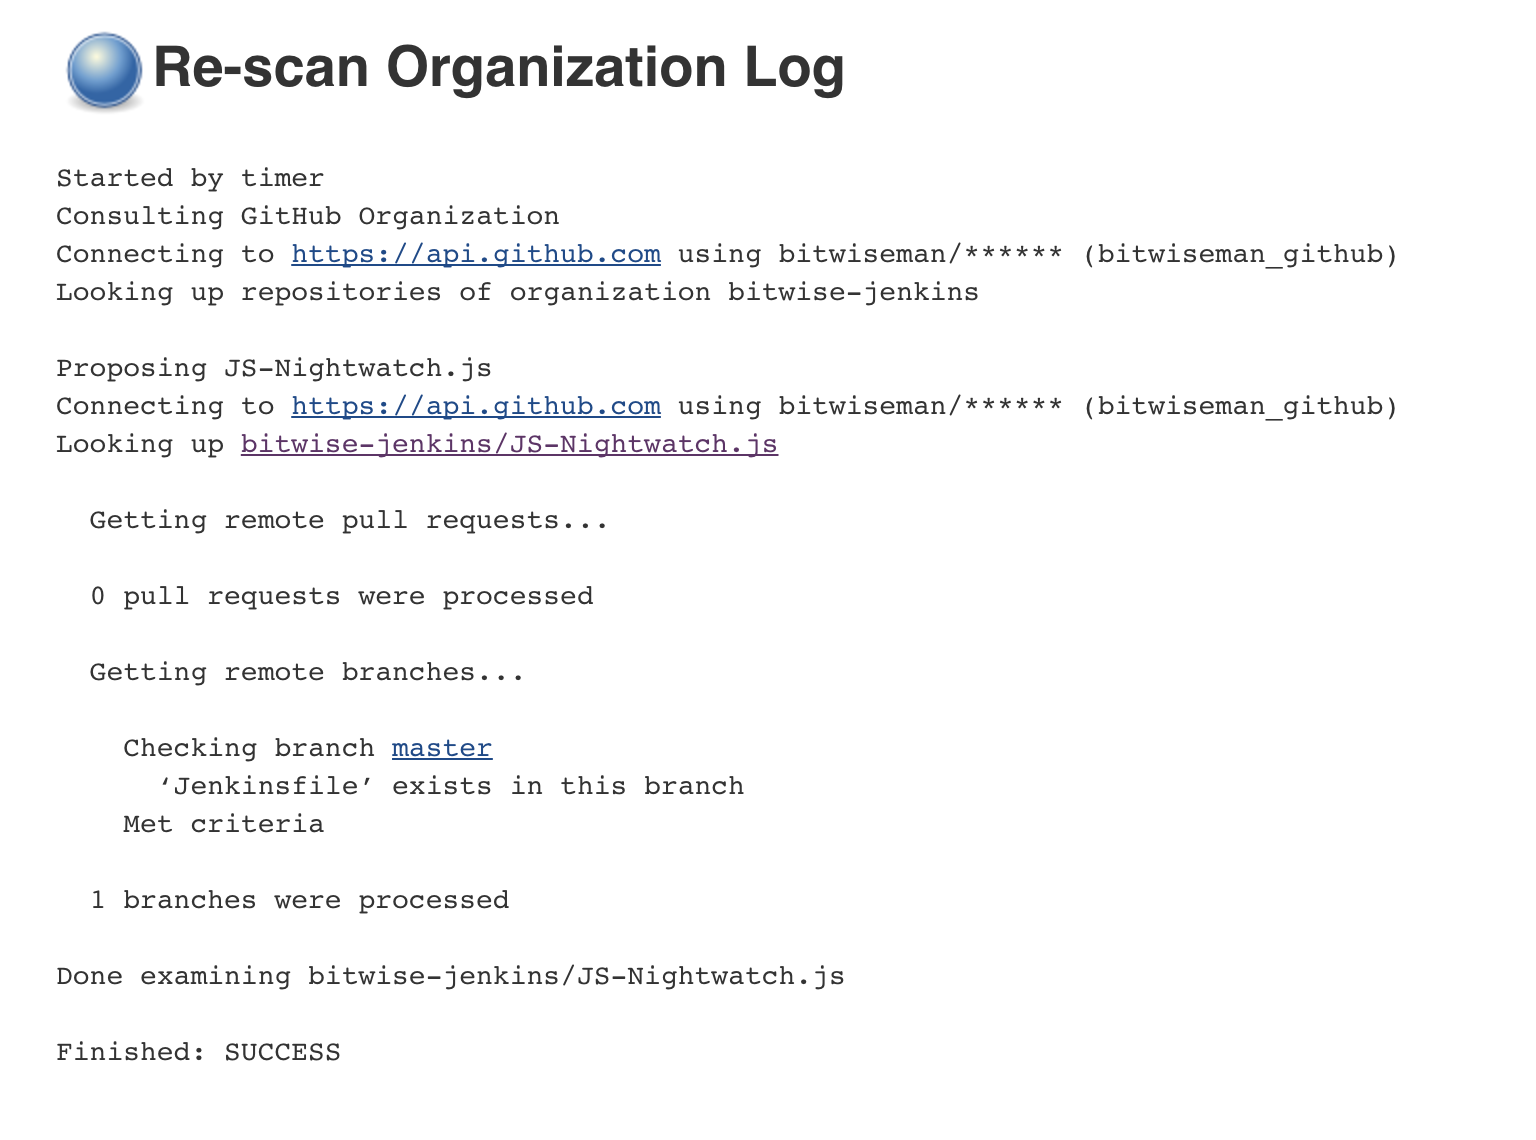 Re-scan Organization Log
Started by timer
Consulting GitHub Organization
Connecting to https://api.github.com using bitwiseman/****** (bitwiseman_github)
Looking up repositories of organization bitwise-jenkins
Proposing JS-Nightwatch.js
Connecting to https://api.github.com using bitwiseman/****** (bitwiseman_github)
Looking up bitwise-jenkins/JS-Nightwatch.js
Getting remote pull requests...
0 pull requests were processed
Getting remote branches...
Checking branch master
‘Jenkinsfile’ exists in this branch
Met criteria
1 branches were processed
Done examining bitwise-jenkins/JS-Nightwatch.js
Finished: SUCCESS